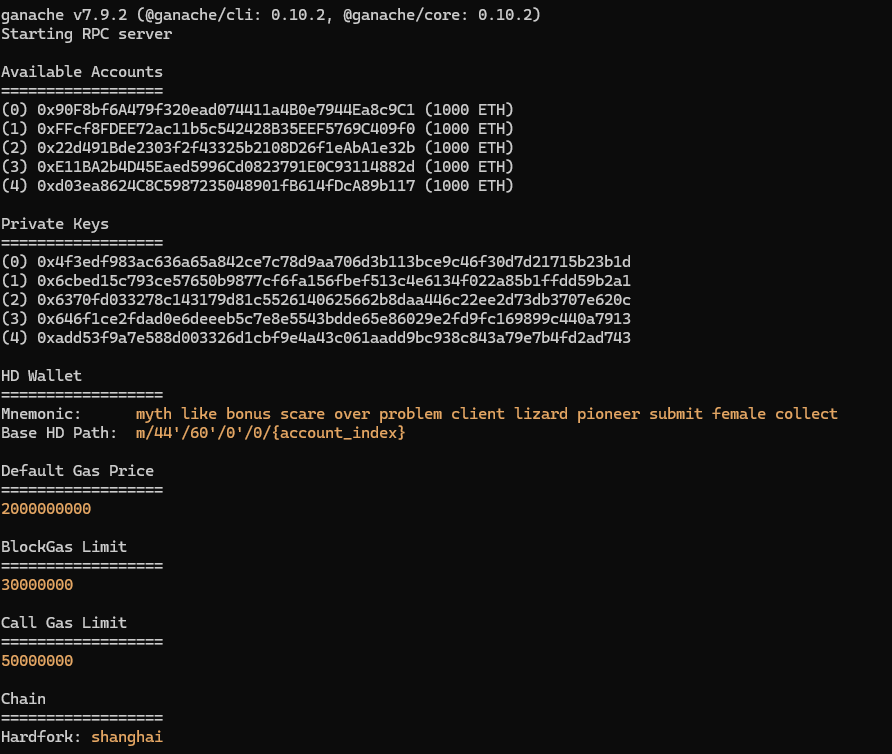 ganache v7.9.2 (@ganache/cli: 0.10.2, @ganache/core: 0.10.2)
Starting RPC server
Available Accounts
==================
(0) 0x90F8bf6A479f320ead074411a4B0e7944Ea8c9C1 (1000 ETH)
(1) 0xFFcf8FDEE72ac11b5c542428B35EEF5769C409f0 (1000 ETH)
(2) 0x22d491Bde2303f2f43325b2108D26f1eAbA1e32b (1000 ETH)
(3) 0xE11BA2b4D45Eaed5996Cd0823791E0C93114882d (1000 ETH)
(4) 0xd03ea8624C8C5987235048901fB614fDcA89b117 (1000 ETH)
Private Keys
==================
(0) 0x4f3edf983ac636a65a842ce7c78d9aa706d3b113bce9c46f30d7d21715b23b1d
(1) 0x6cbed15c793ce57650b9877cf6fa156fbef513c4e6134f022a85b1ffdd59b2a1
(2) 0x6370fd033278c143179d81c5526140625662b8daa446c22ee2d73db3707e620c
(3) 0x646f1ce2fdad0e6deeeb5c7e8e5543bdde65e86029e2fd9fc169899c440a7913
(4) 0xadd53f9a7e588d003326d1cbf9e4a43c061aadd9bc938c843a79e7b4fd2ad743
HD Wallet
==================
Mnemonic:      myth like bonus scare over problem client lizard pioneer submit female collect
Base HD Path:  m/44'/60'/0'/0/{account_index}
Default Gas Price
==================
2000000000
BlockGas Limit
==================
30000000
Call Gas Limit
==================
50000000
Chain
==================
Hardfork: shanghai